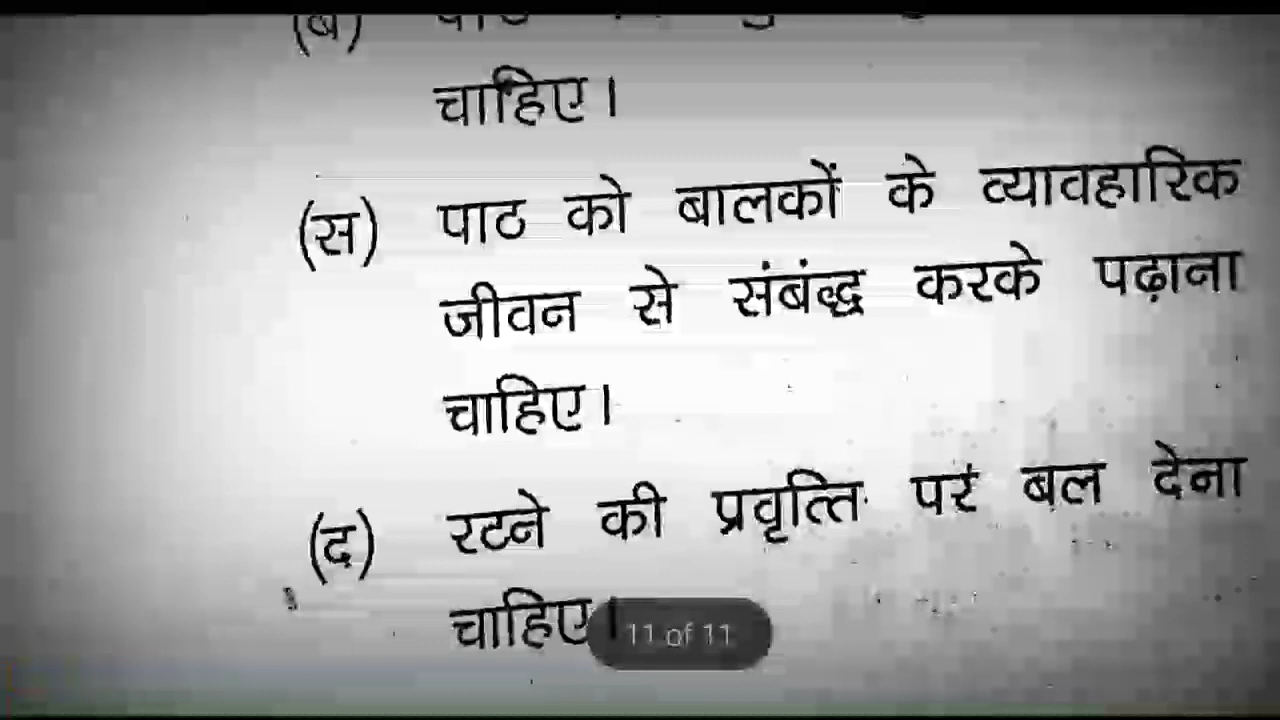 (ब)
चाहिए।
(स) पाठ को बालकों के व्यावहारिक
जीवन से संबंद्ध करके पढ़ाना
चाहिए।
(द) रटने की प्रवृत्ति पर बल देना
चाहिए।
11 of 11